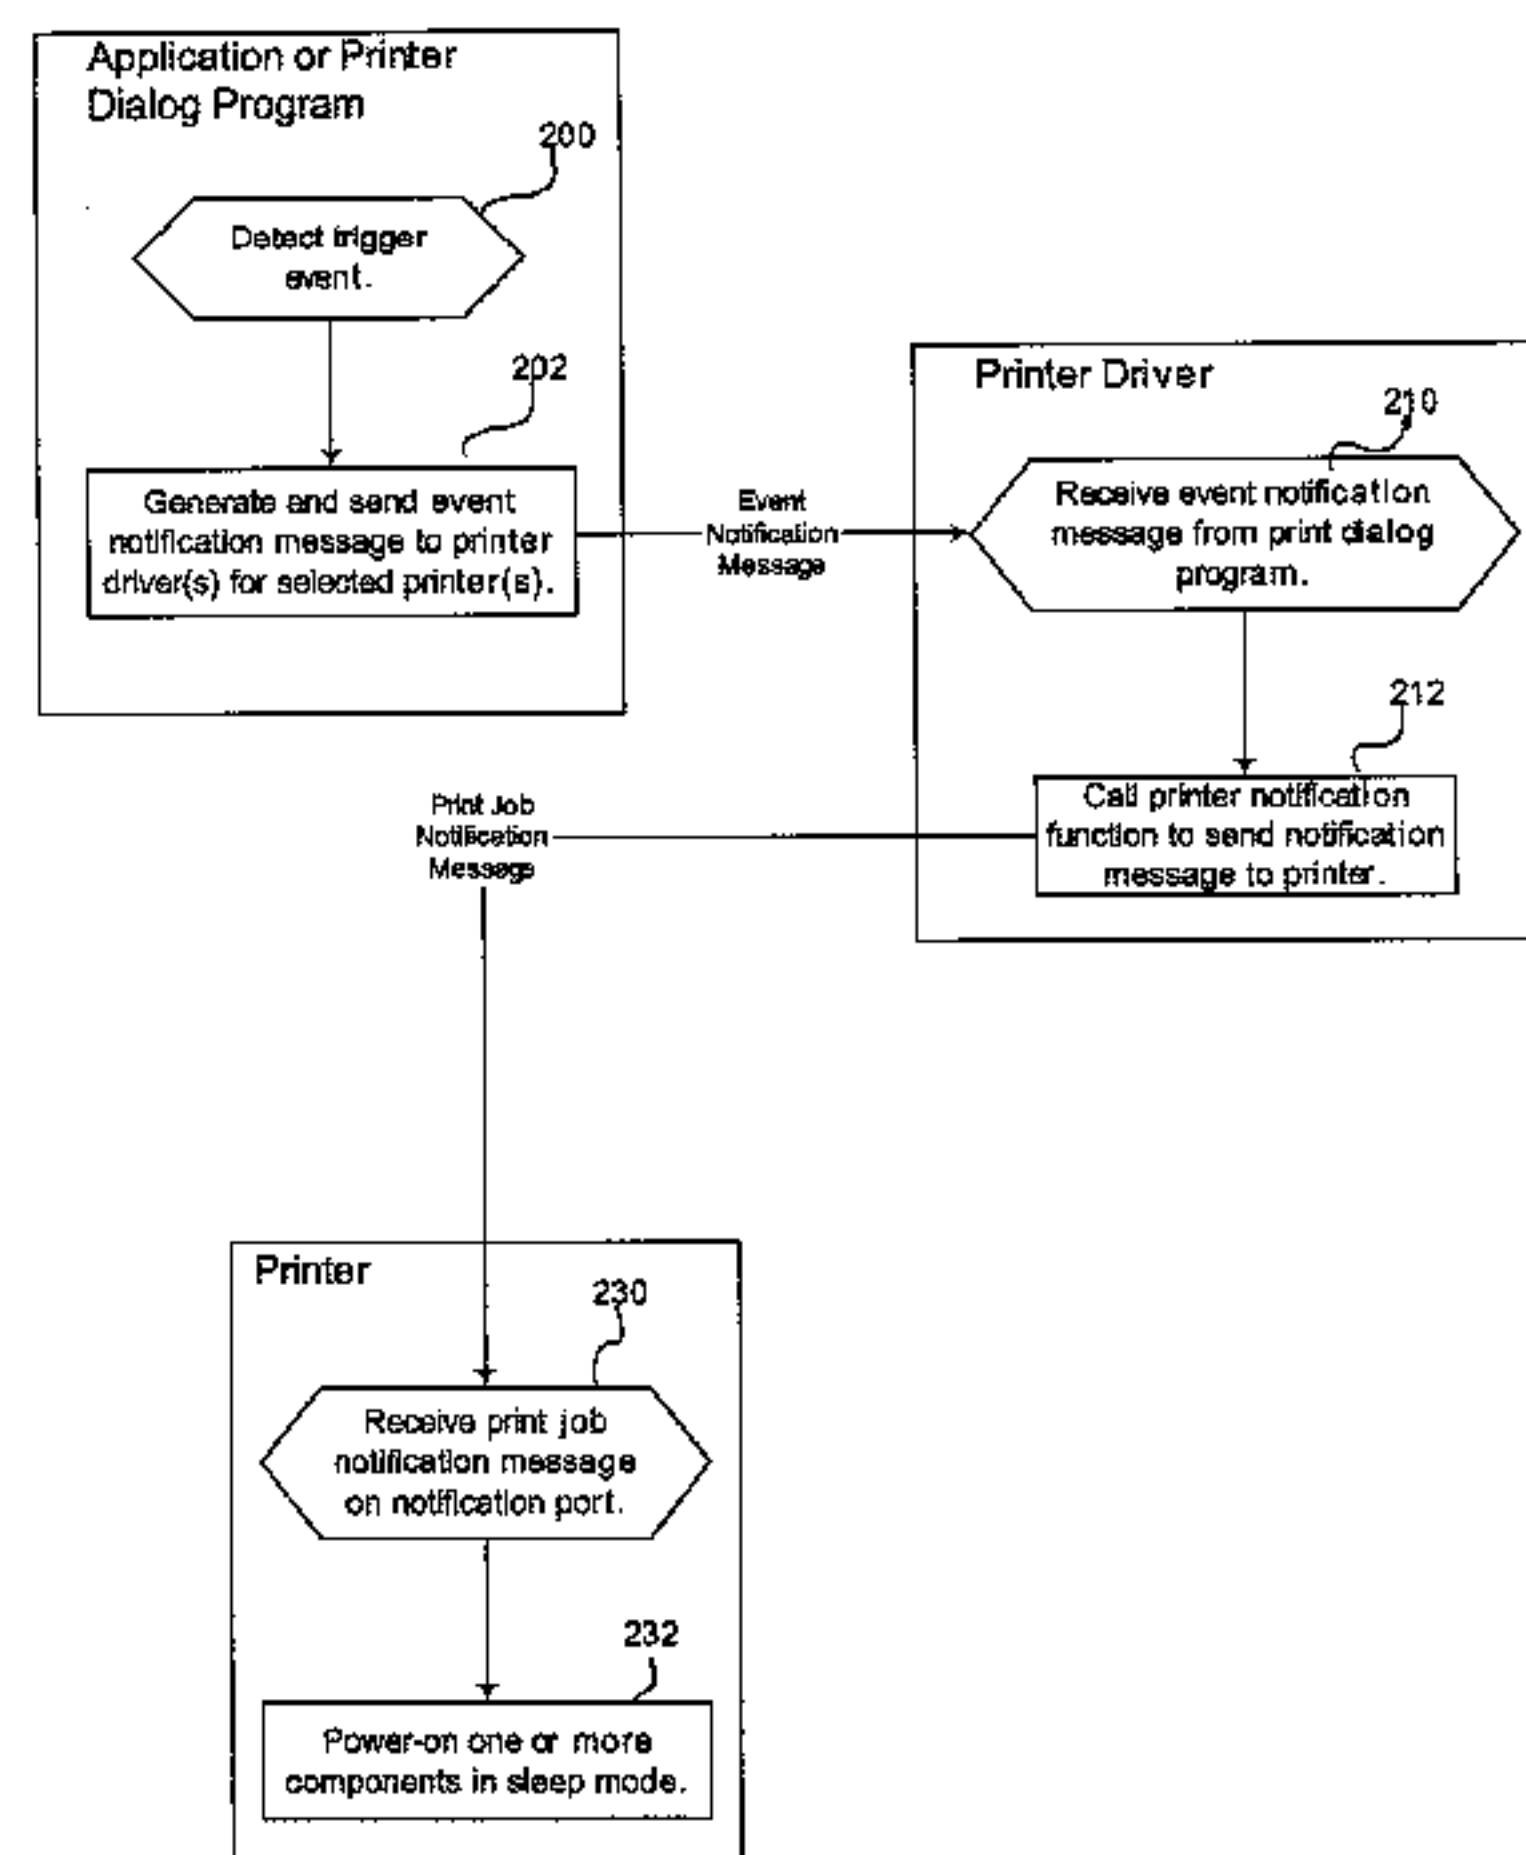 Application or Printer
Dialog Program
200
Detect trigger
event.
202
Generate and send event
notification message to printer
driver(s) for selected printer(s).
Event
Notification
Message
Printer Driver
210
Receive event notification
message from print dialog
program.
212
Call printer notification
function to send notification
message to printer.
Print Job
Notification
Message
Printer
230
Receive print job
notification message
on notification port.
232
Power-on one or more
components in sleep mode.